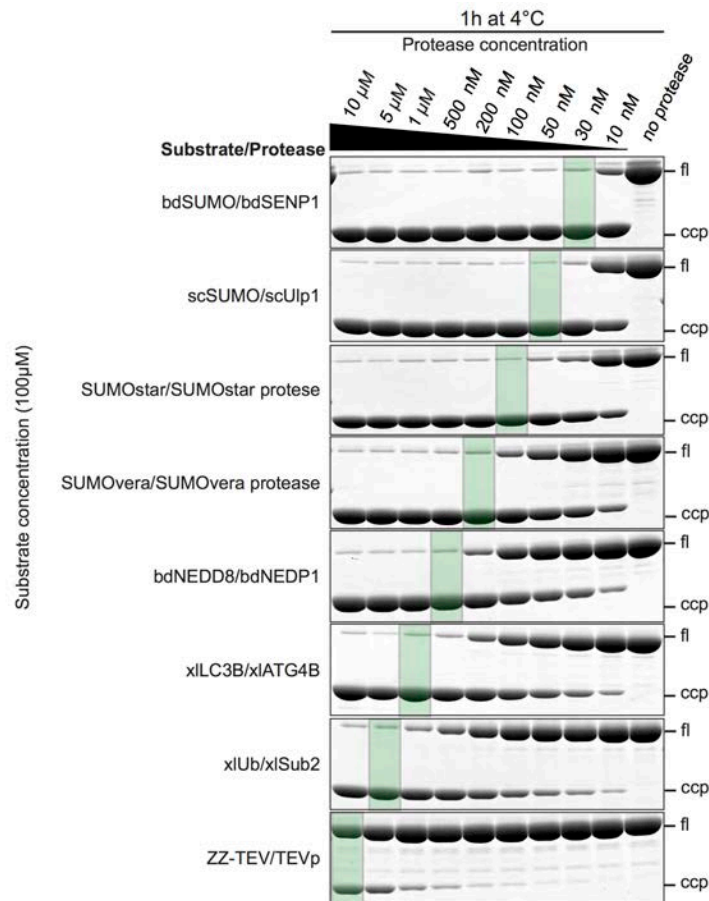 1h at 4°C
Protease concentration
10 µM 5 µM 1 µM 500 nM 200 nM 100 nM 50 nM 30 nM 10 nM no protease
Substrate/Protease
fl
bdSUMO/bdSENP1
ccp
fl
scSUMO/scUlp1
ccp
fl
SUMOstar/SUMOstar protese
ccp
fl
SUMOvera/SUMOvera protease
ccp
fl
bdNEDD8/bdNEDP1
ccp
fl
xlLC3B/xlATG4B
ccp
fl
xlUb/xlSub2
ccp
fl
ZZ-TEV/TEVp
ccp
Substrate concentration (100µM)